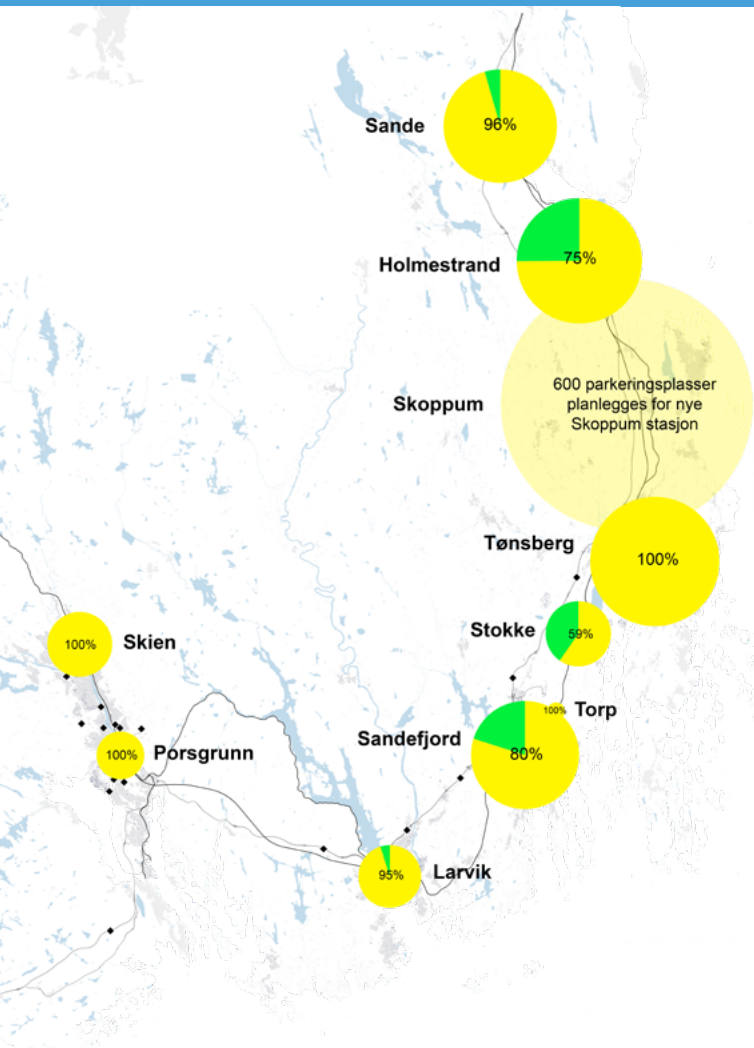 Sande
96%
Holmestrand
75%
Skoppum
600 parkeringsplasser
planlegges for nye
Skoppum stasjon
Tønsberg
100%
Stokke
59%
Skien
100%
Torp
100%
Sandefjord
80%
Porsgrunn
100%
Larvik
95%